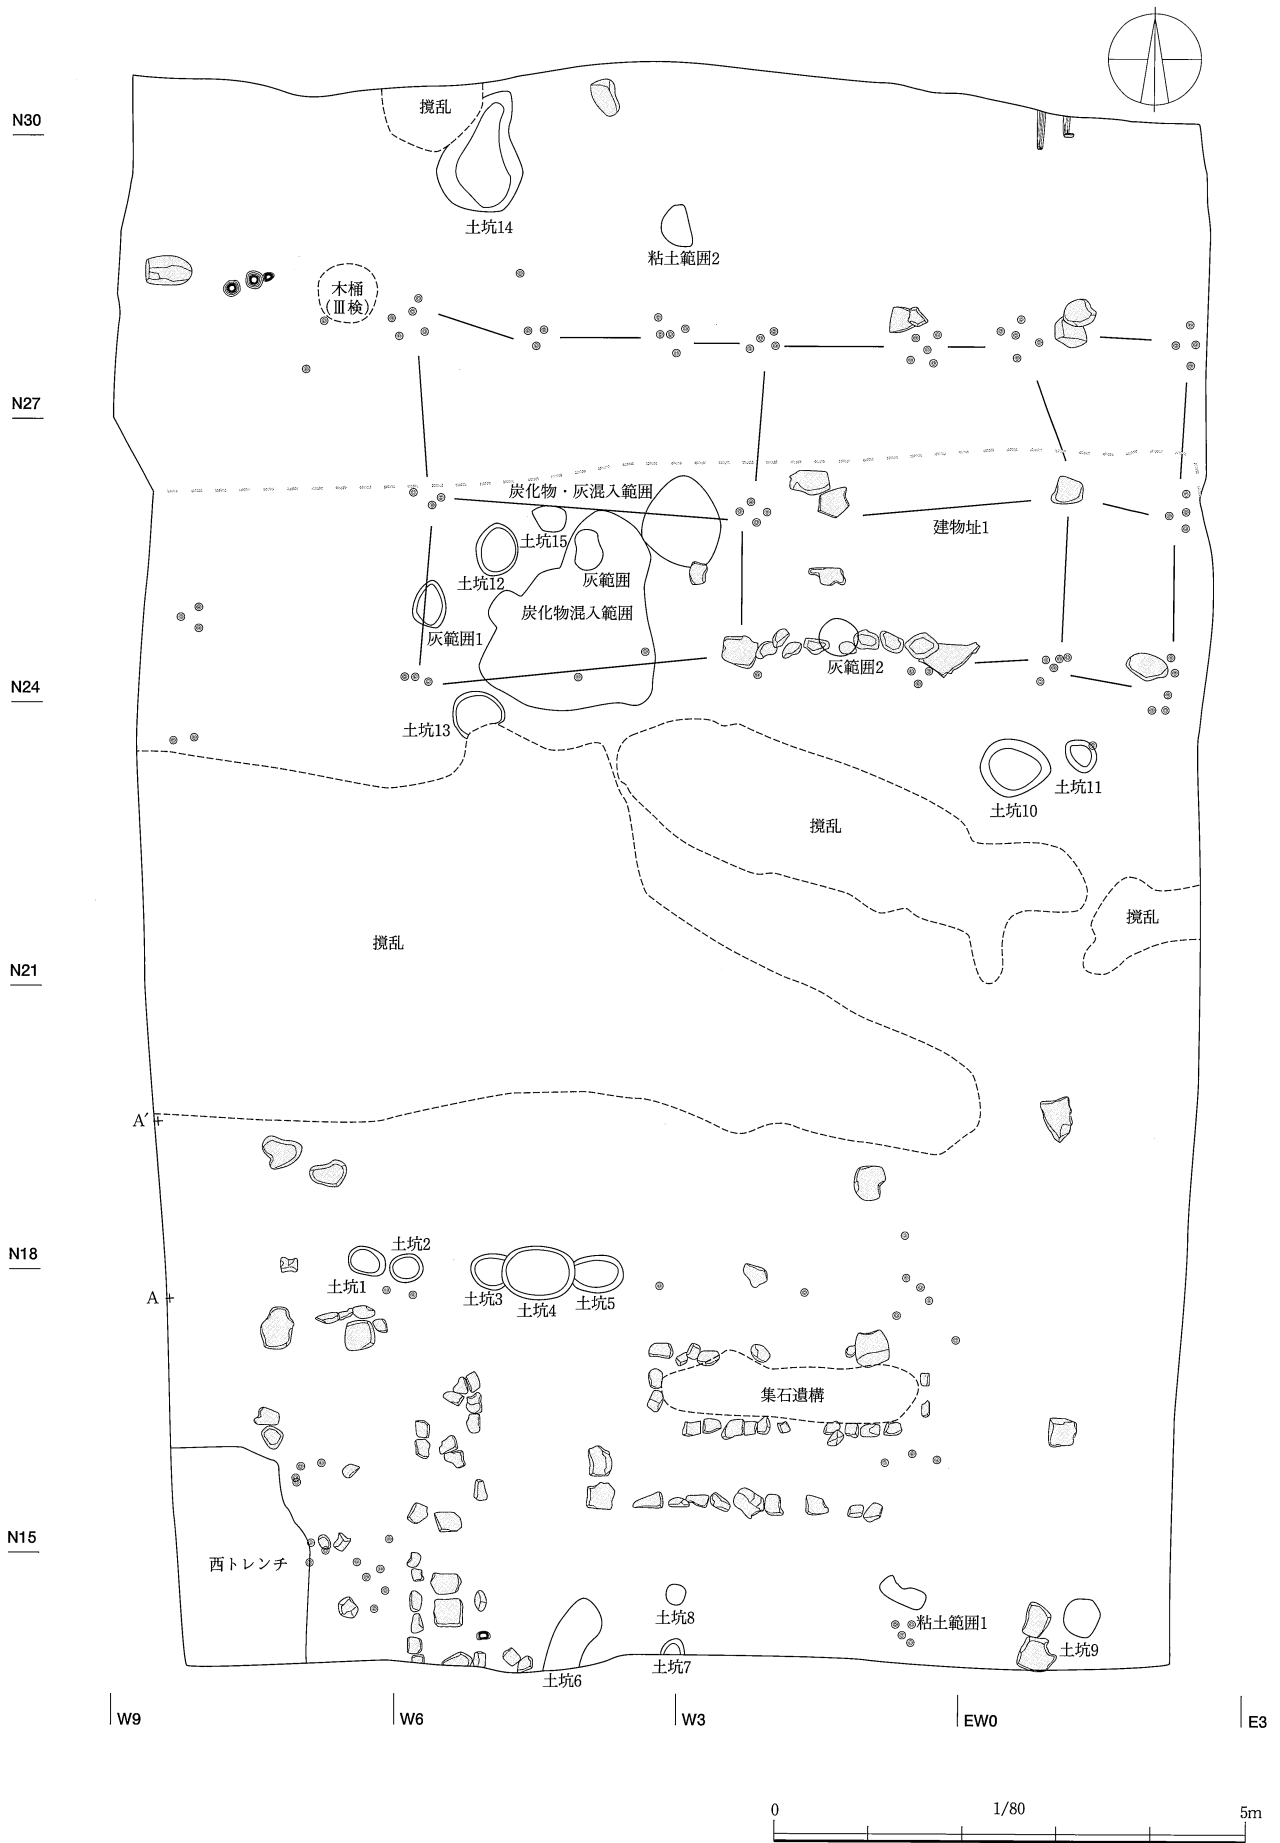 N30
攪乱
土坑14
粘土範囲2
木桶
(Ⅲ検)
N27
炭化物・灰混入範囲
建物址1
土坑15
土坑12
灰範囲
炭化物混入範囲
灰範囲1
灰範囲2
N24
土坑13
土坑11
土坑10
攪乱
攪乱
攪乱
N21
A′
土坑2
N18
土坑1
A
土坑3
土坑4
土坑5
集石遺構
N15
西トレンチ
土坑8
粘土範囲1
土坑9
土坑7
土坑6
W9
W6
W3
EW0
E3
0
1/80
5m